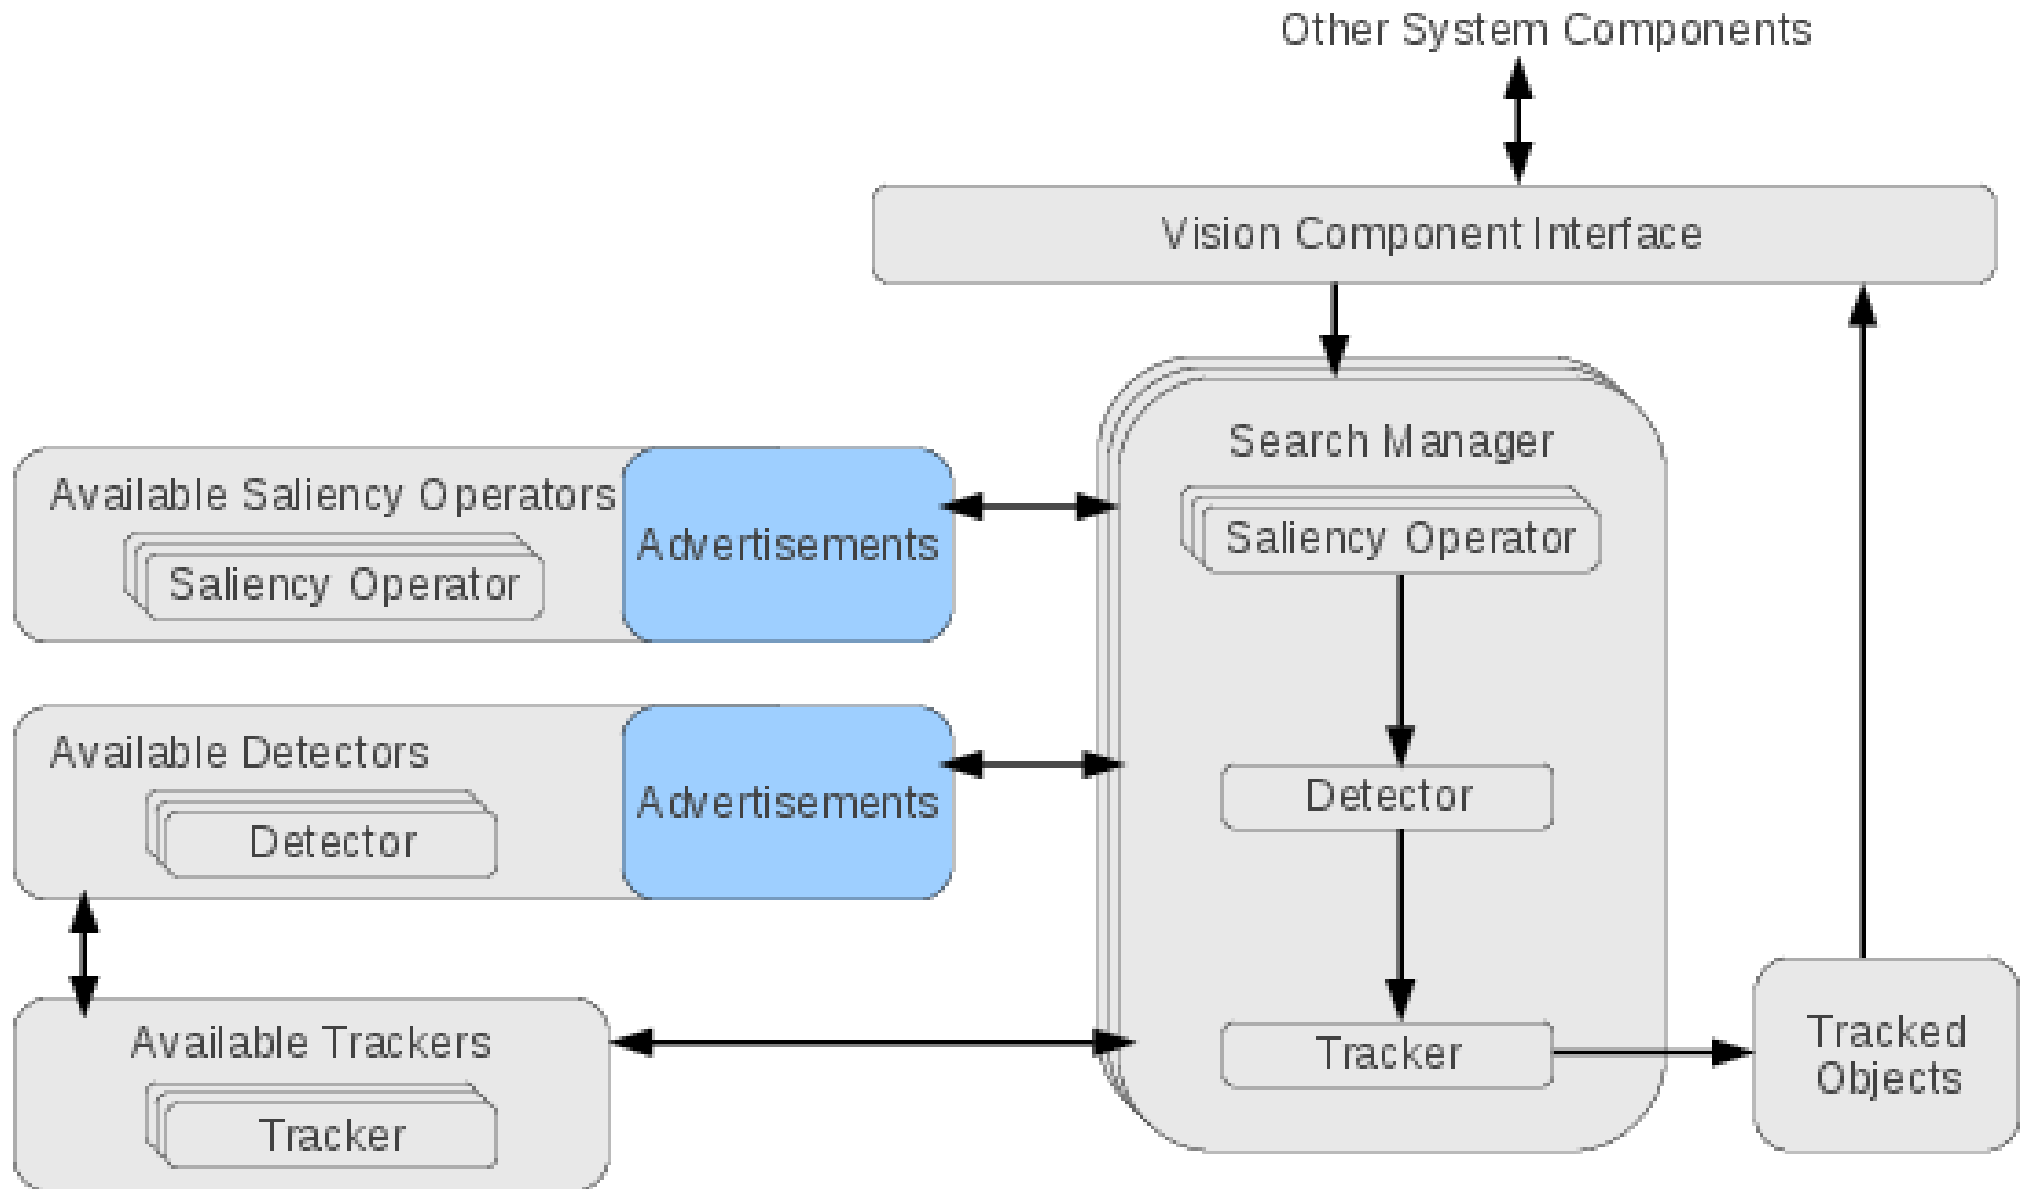 Other System Components
Vision Component Interface
Search Manager
Available Saliency Operators
Saliency Operator
Advertisements
Saliency Operator
Available Detectors
Detector
Advertisements
Detector
Available Trackers
Tracker
Tracker
Tracked
Objects